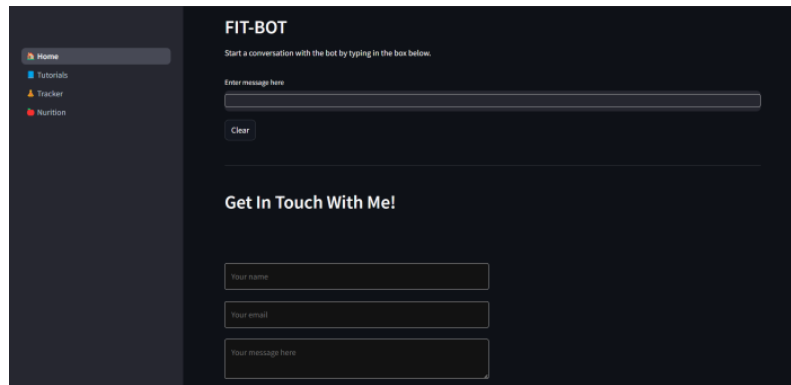 Home
Tutorials
Tracker
Nurition
FIT-BOT
Start a conversation with the bot by typing in the box below.
Enter message here
Clear
Get In Touch With Me!
Your name
Your email
Your message here